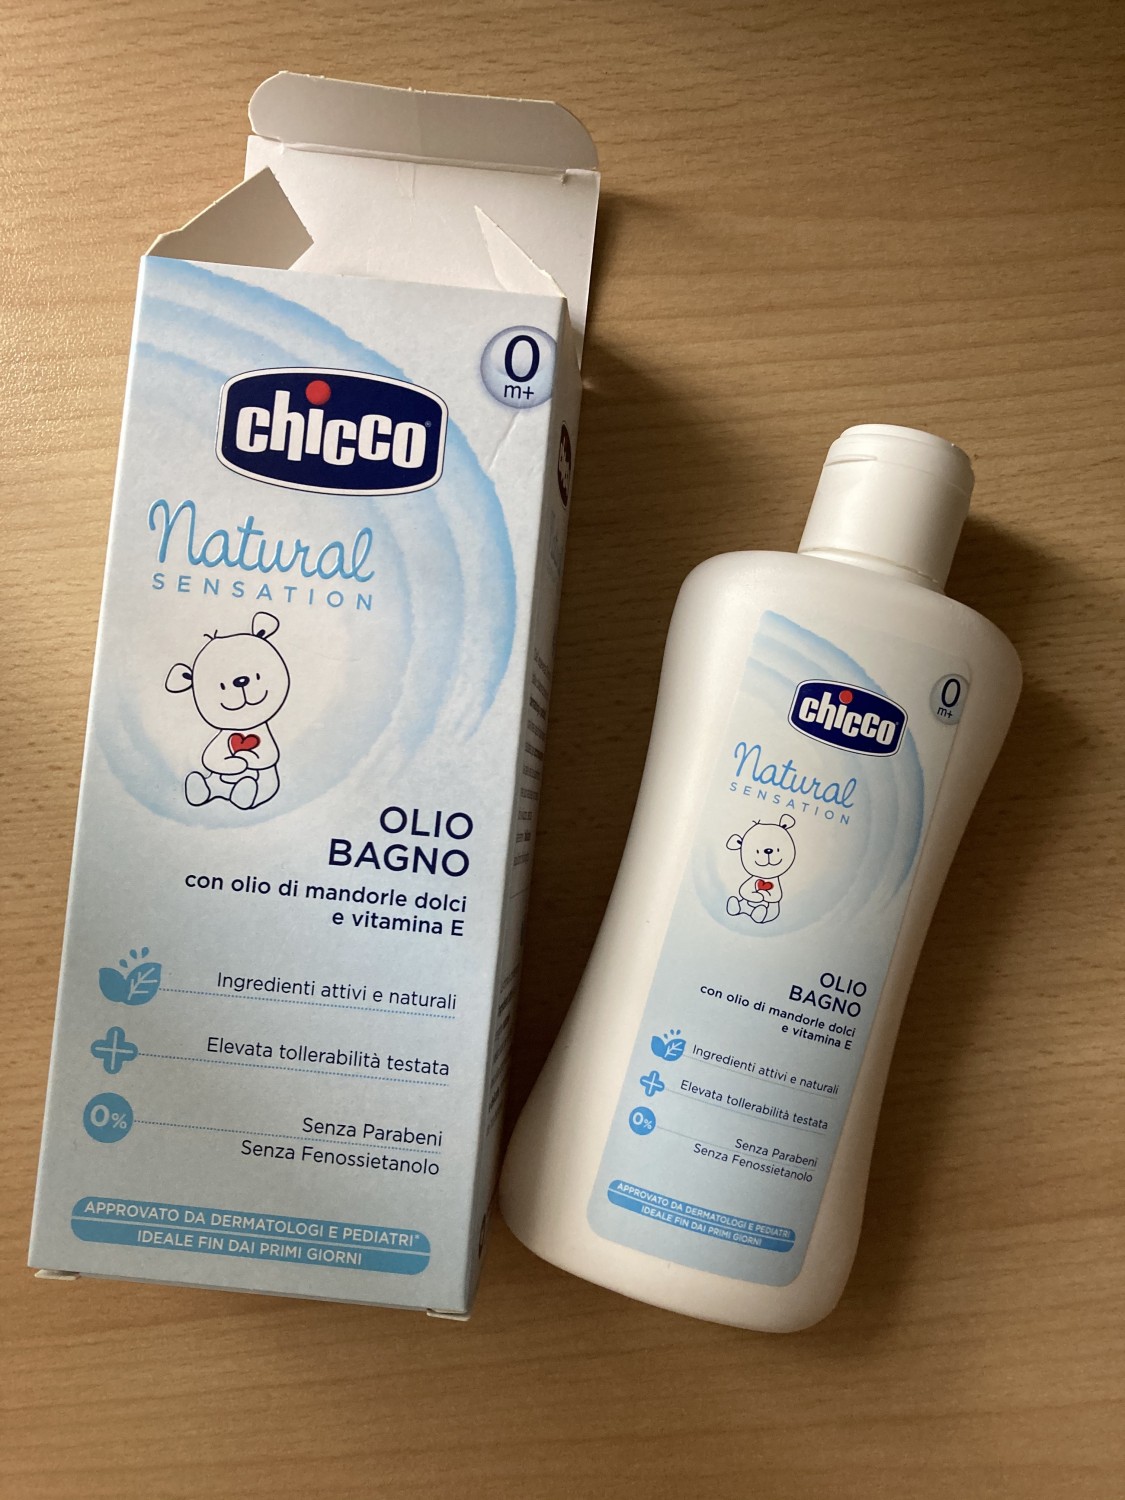 0
m+
chicco
Natural
SENSATION
OLIO
BAGNO
con olio di mandorle dolci
e vitamina E
Ingredienti attivi e naturali
Elevata tollerabilità testata
0%
Senza Parabeni
Senza Fenossietanolo
APPROVATO DA DERMATOLOGI E PEDIATRI*
IDEALE FIN DAI PRIMI GIORNI
0
m+
chicco
Natural
SENSATION
OLIO
BAGNO
con olio di mandorle dolci
e vitamina E
Ingredienti attivi e naturali
Elevata tollerabilità testata
0%
Senza Parabeni
Senza Fenossietanolo
APPROVATO DA DERMATOLOGI E PEDIATRI
IDEALE FIN DAI PRIMI GIORNI